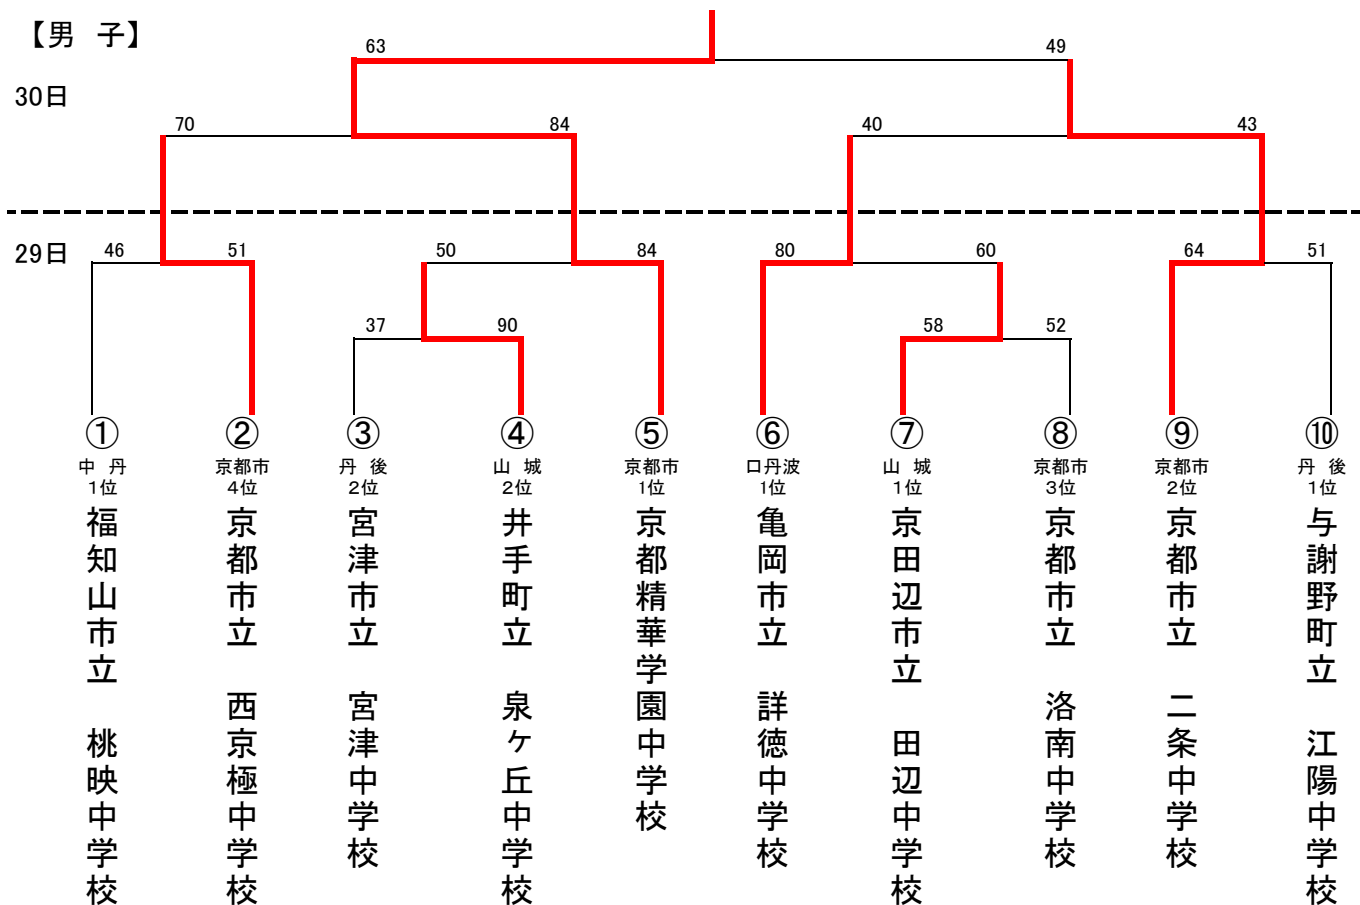 【男 子】
63 49
30日
70 84 40 43
29日
46 51 50 84 80 60 64 51
37 90 58 52
① ② ③ ④ ⑤ ⑥ ⑦ ⑧ ⑨ ⑩
中 丹 京都市 丹 後 山 城 京都市 口丹波 山 城 京都市 京都市 丹 後
1位 4位 2位 2位 1位 1位 1位 3位 2位 1位
福知山市立 桃映中学校
京都市立 西京極中学校
宮津市立 宮津中学校
井手町立 泉ケ丘中学校
京都精華学園中学校
亀岡市立 詳徳中学校
京田辺市立 田辺中学校
京都市立 洛南中学校
京都市立 二条中学校
与謝野町立 江陽中学校